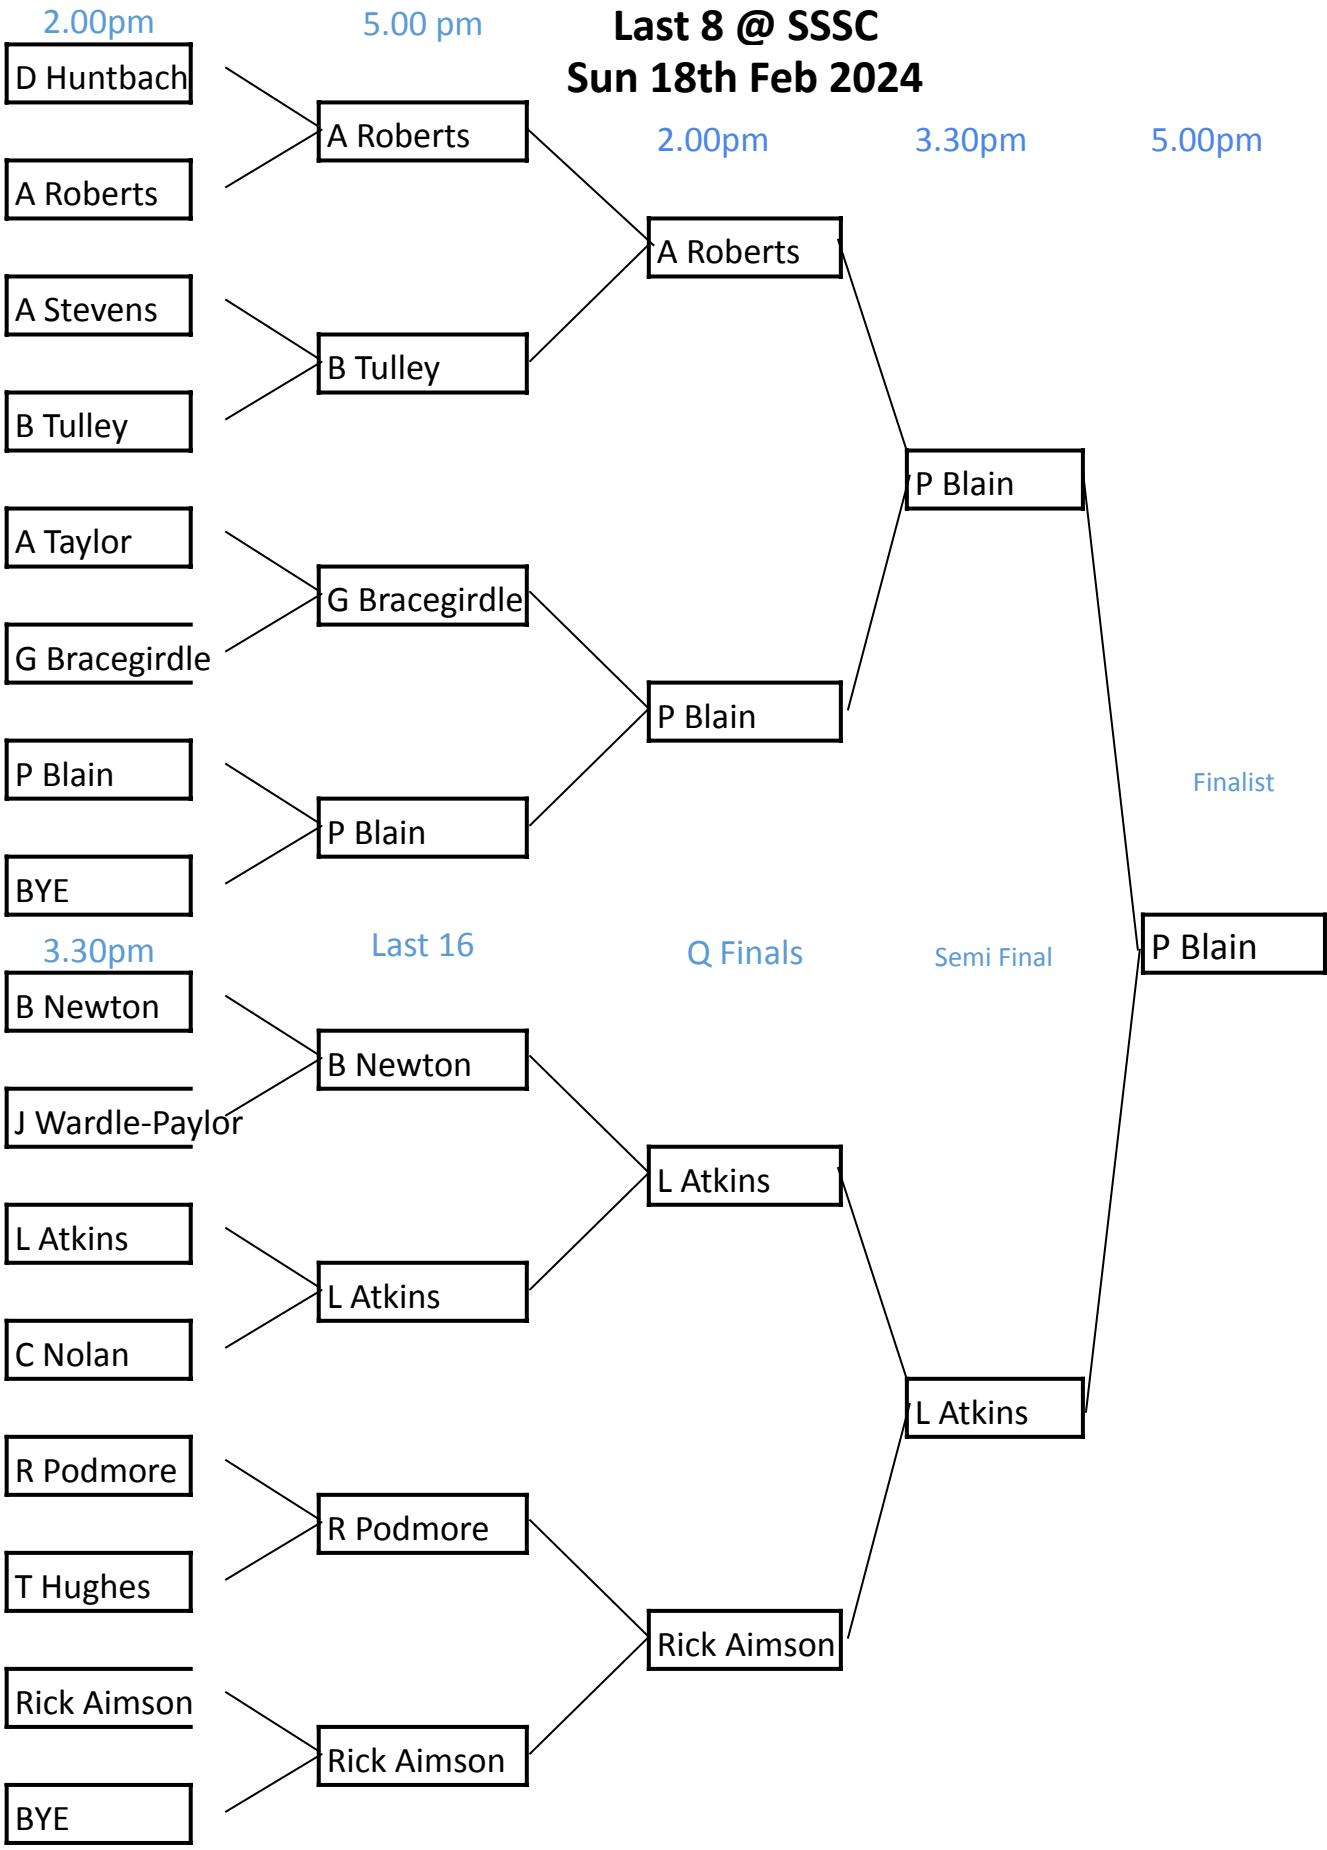 2.00pm
5.00 pm
Last 8 @ SSSC
Sun 18th Feb 2024
2.00pm
3.30pm
5.00pm
D Huntbach
A Roberts
A Stevens
B Tulley
A Taylor
G Bracegirdle
P Blain
BYE
3.30pm
B Newton
J Wardle-Paylor
L Atkins
C Nolan
R Podmore
T Hughes
Rick Aimson
BYE
A Roberts
B Tulley
G Bracegirdle
P Blain
Last 16
B Newton
L Atkins
R Podmore
Rick Aimson
A Roberts
P Blain
Q Finals
L Atkins
Rick Aimson
P Blain
Semi Final
L Atkins
Finalist
P Blain